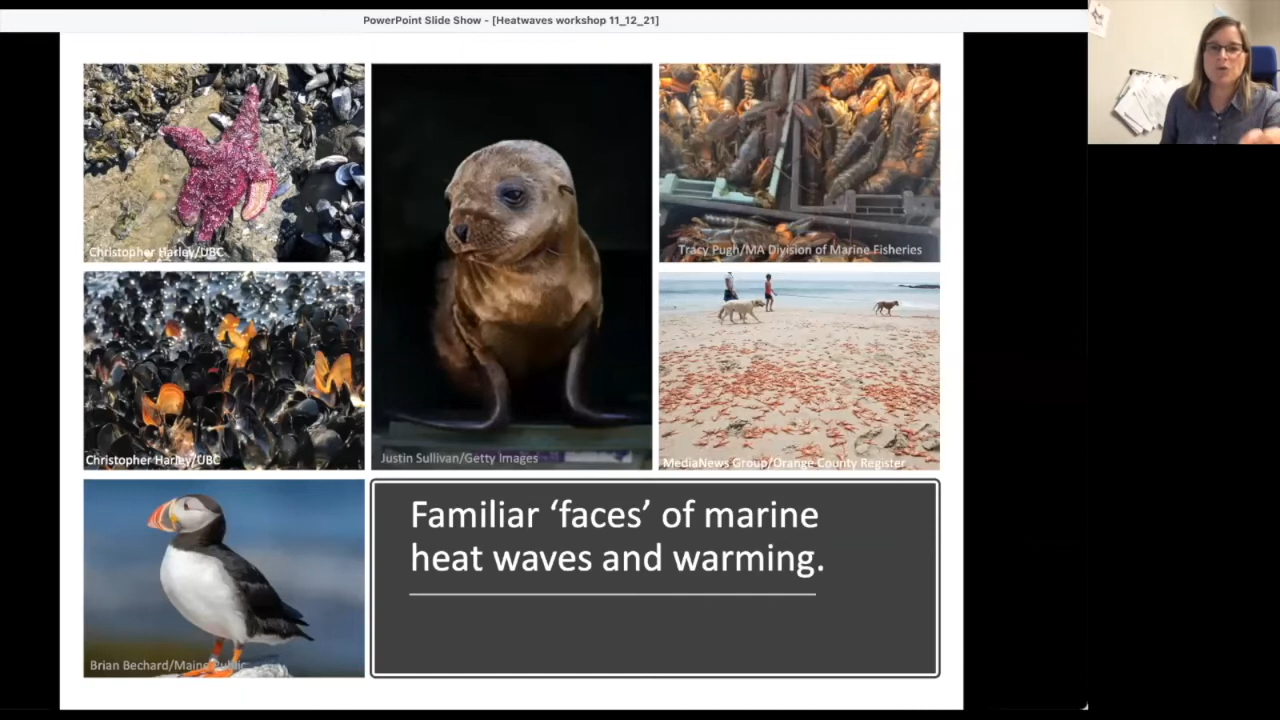 PowerPoint Slide Show - [Heatwaves workshop 11_12_21]
Christopher Harley/UBC
Justin Sullivan/Getty Images
Tracy Pugh/MA Division of Marine Fisheries
Christopher Harley/UBC
MediaNews Group/Orange County Register
Brian Bechard/Maine Public
Familiar ‘faces’ of marine
heat waves and warming.